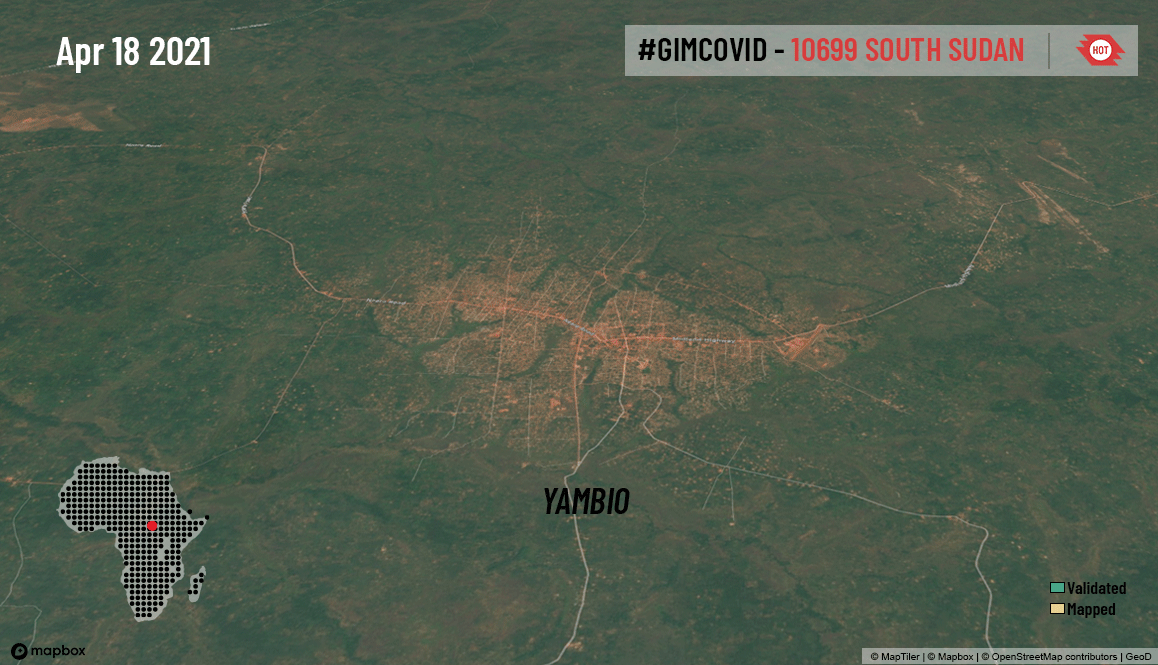 Apr 18 2021
#GIMCOVID - 10699 SOUTH SUDAN
HOT
YAMBIO
Validated
Mapped
mapbox
© MapTiler | © Mapbox | © OpenStreetMap contributors | GeoD